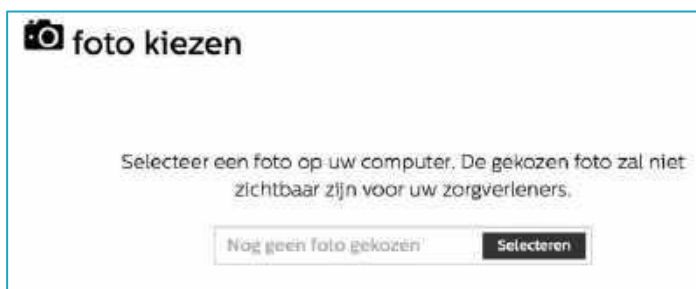 foto kiezen
Selecteer een foto op uw computer. De gekozen foto zal niet
zichtbaar zijn voor uw zorgverleners.
Nog geen foto gekozen
Selecteren